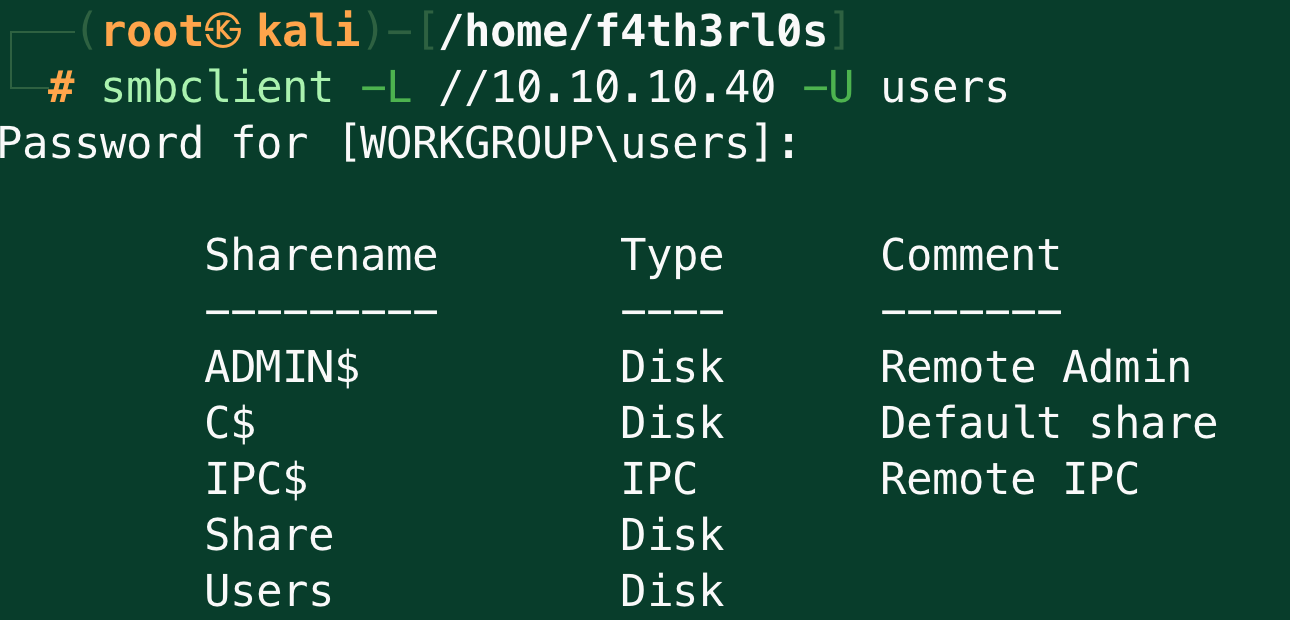 (root㉿kali)-[/home/f4th3rl0s]
# smbclient -L //10.10.10.40 -U users
Password for [WORKGROUP\users]:
Sharename Type Comment
--------- ---- -------
ADMIN$ Disk Remote Admin
C$ Disk Default share
IPC$ IPC Remote IPC
Share Disk
Users Disk